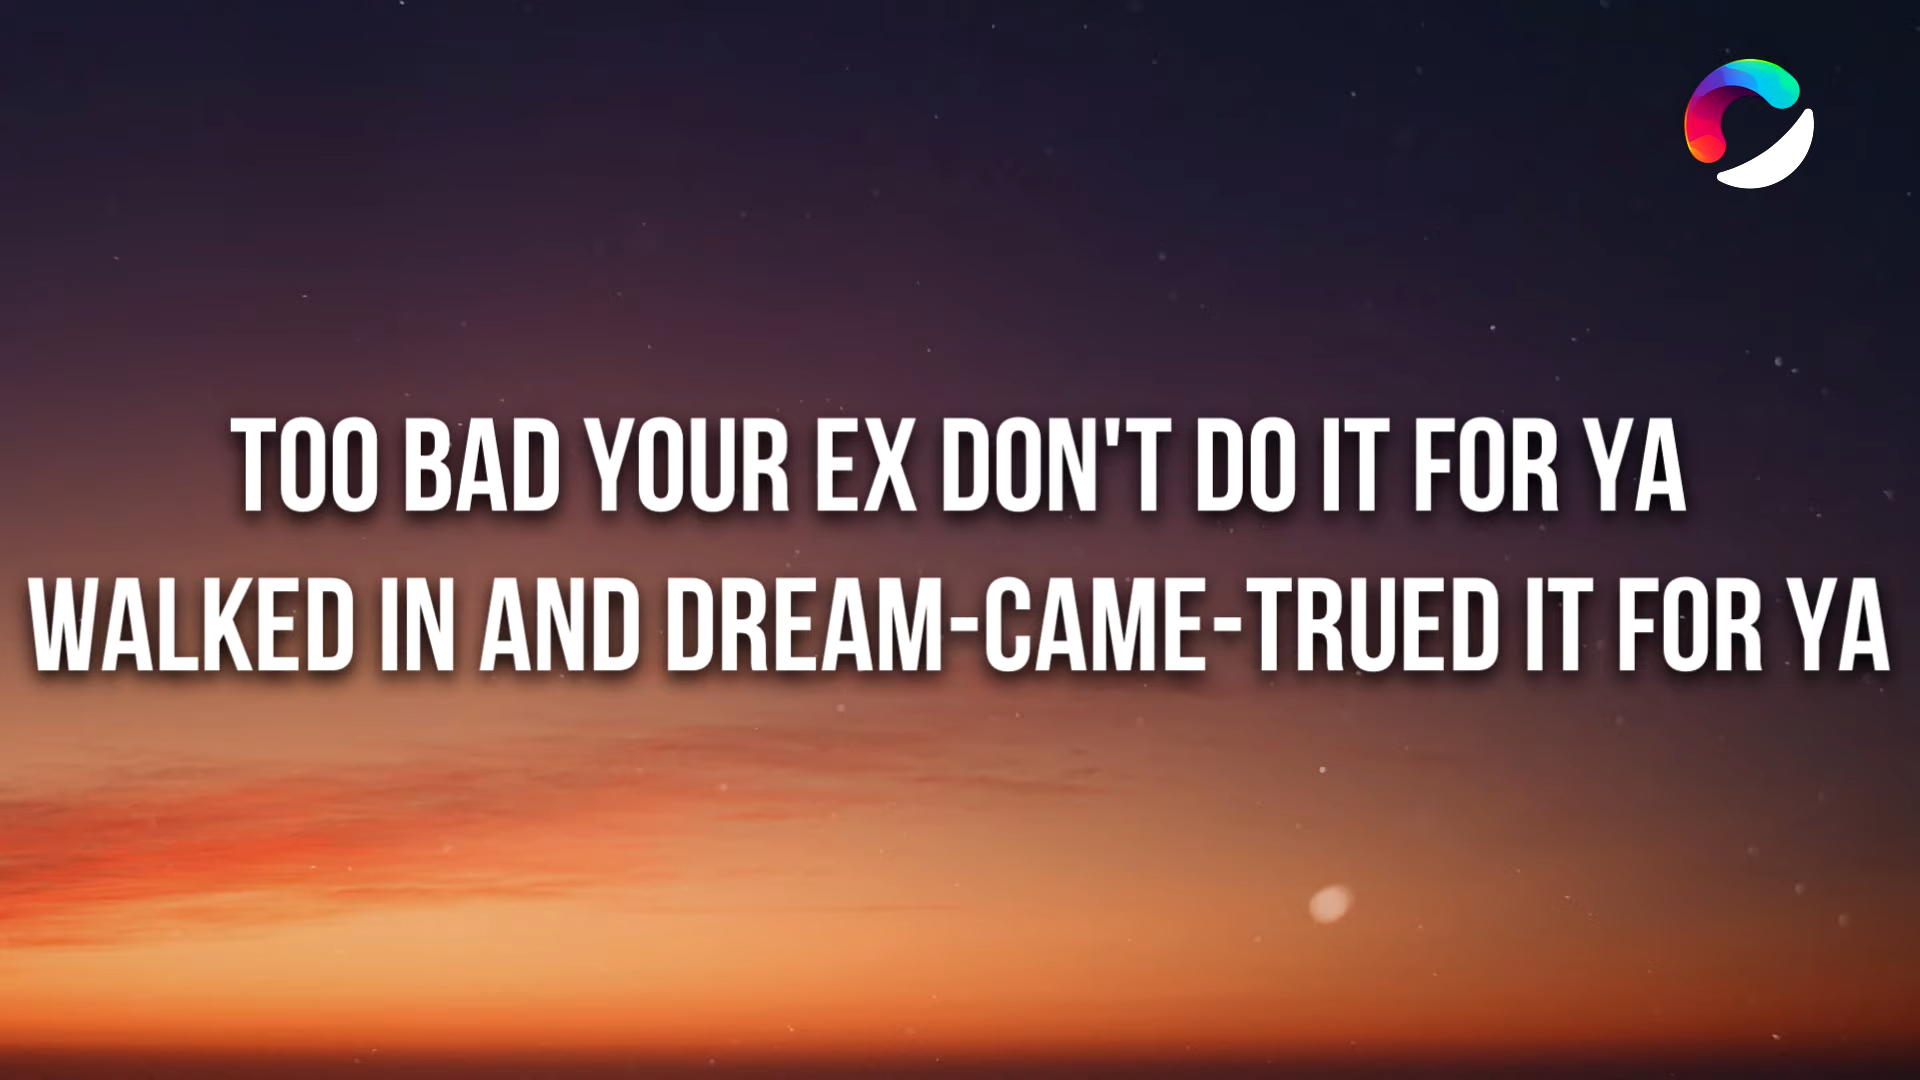 TOO BAD YOUR EX DON'T DO IT FOR YA
WALKED IN AND DREAM-CAME-TRUED IT FOR YA